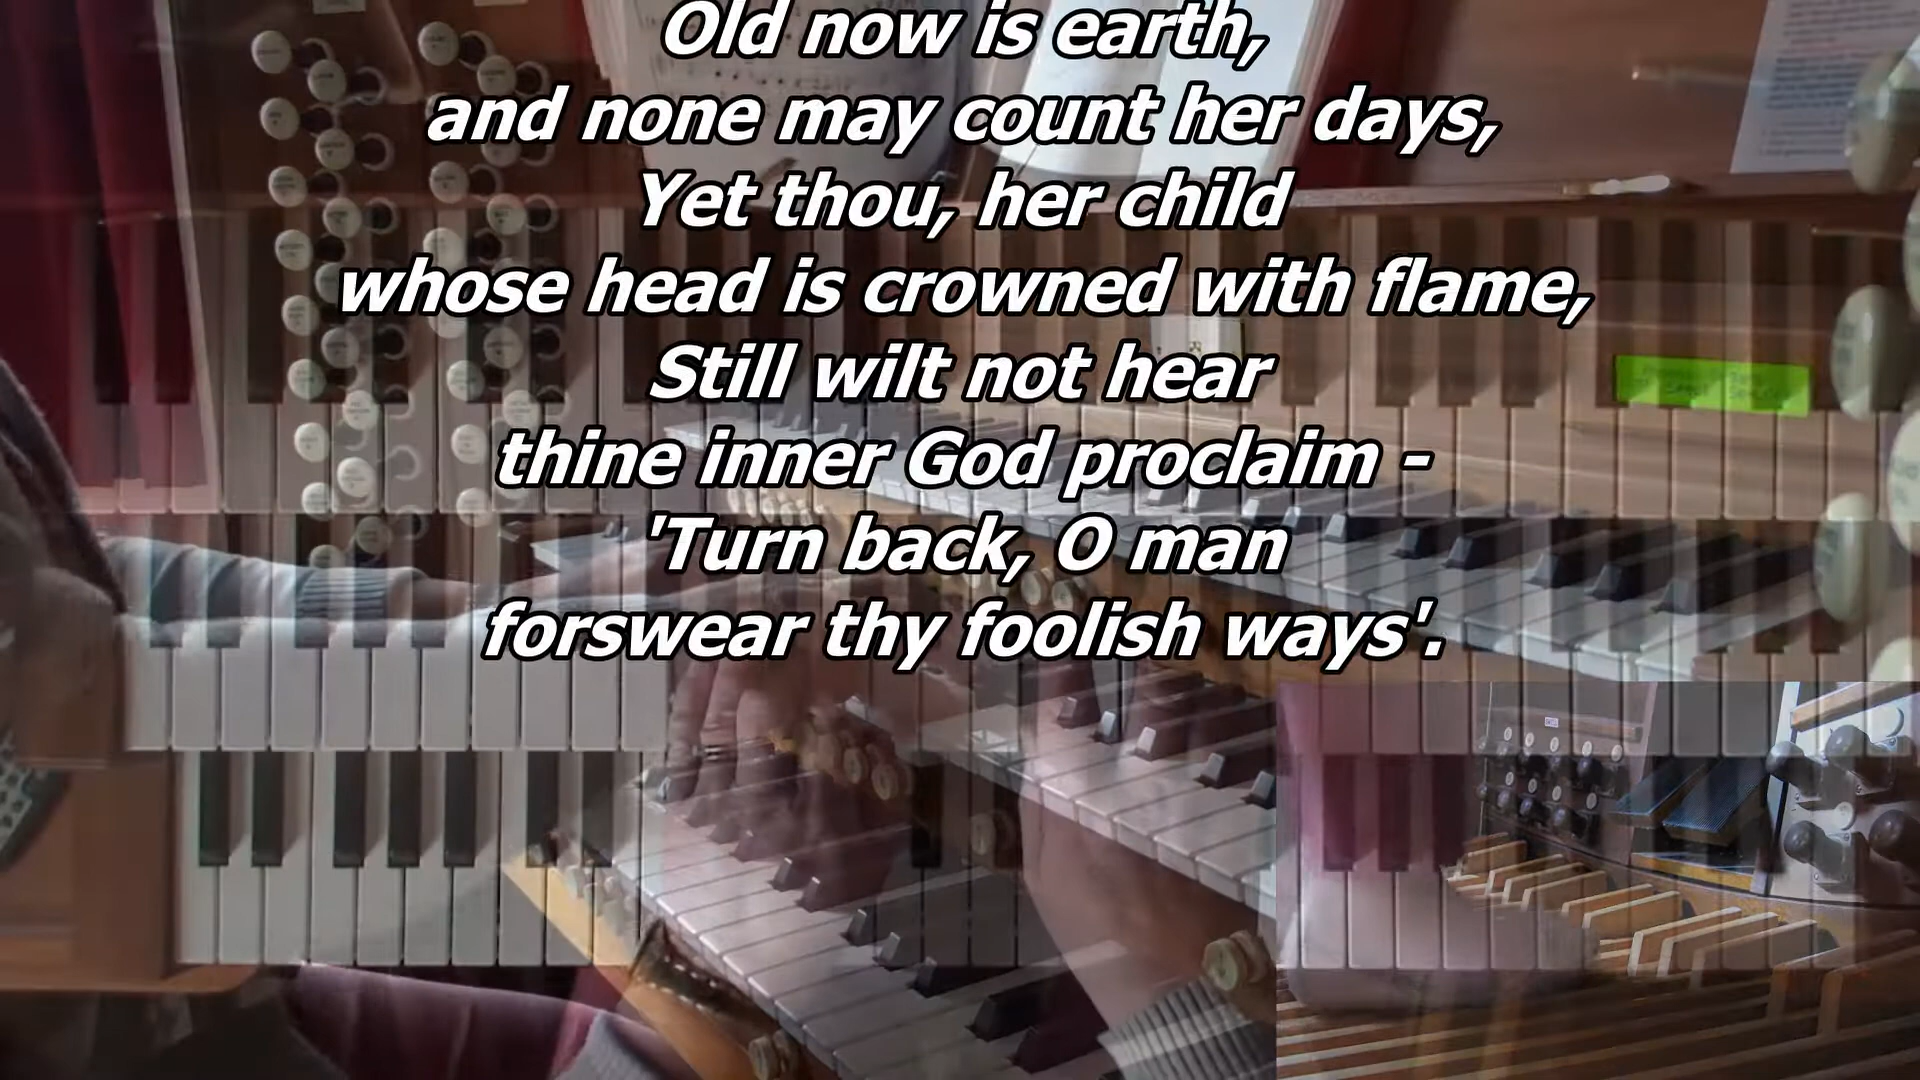 Old now is earth,
and none may count her days,
Yet thou, her child
whose head is crowned with flame,
Still wilt not hear
thine inner God proclaim -
'Turn back, O man
forswear thy foolish ways'.